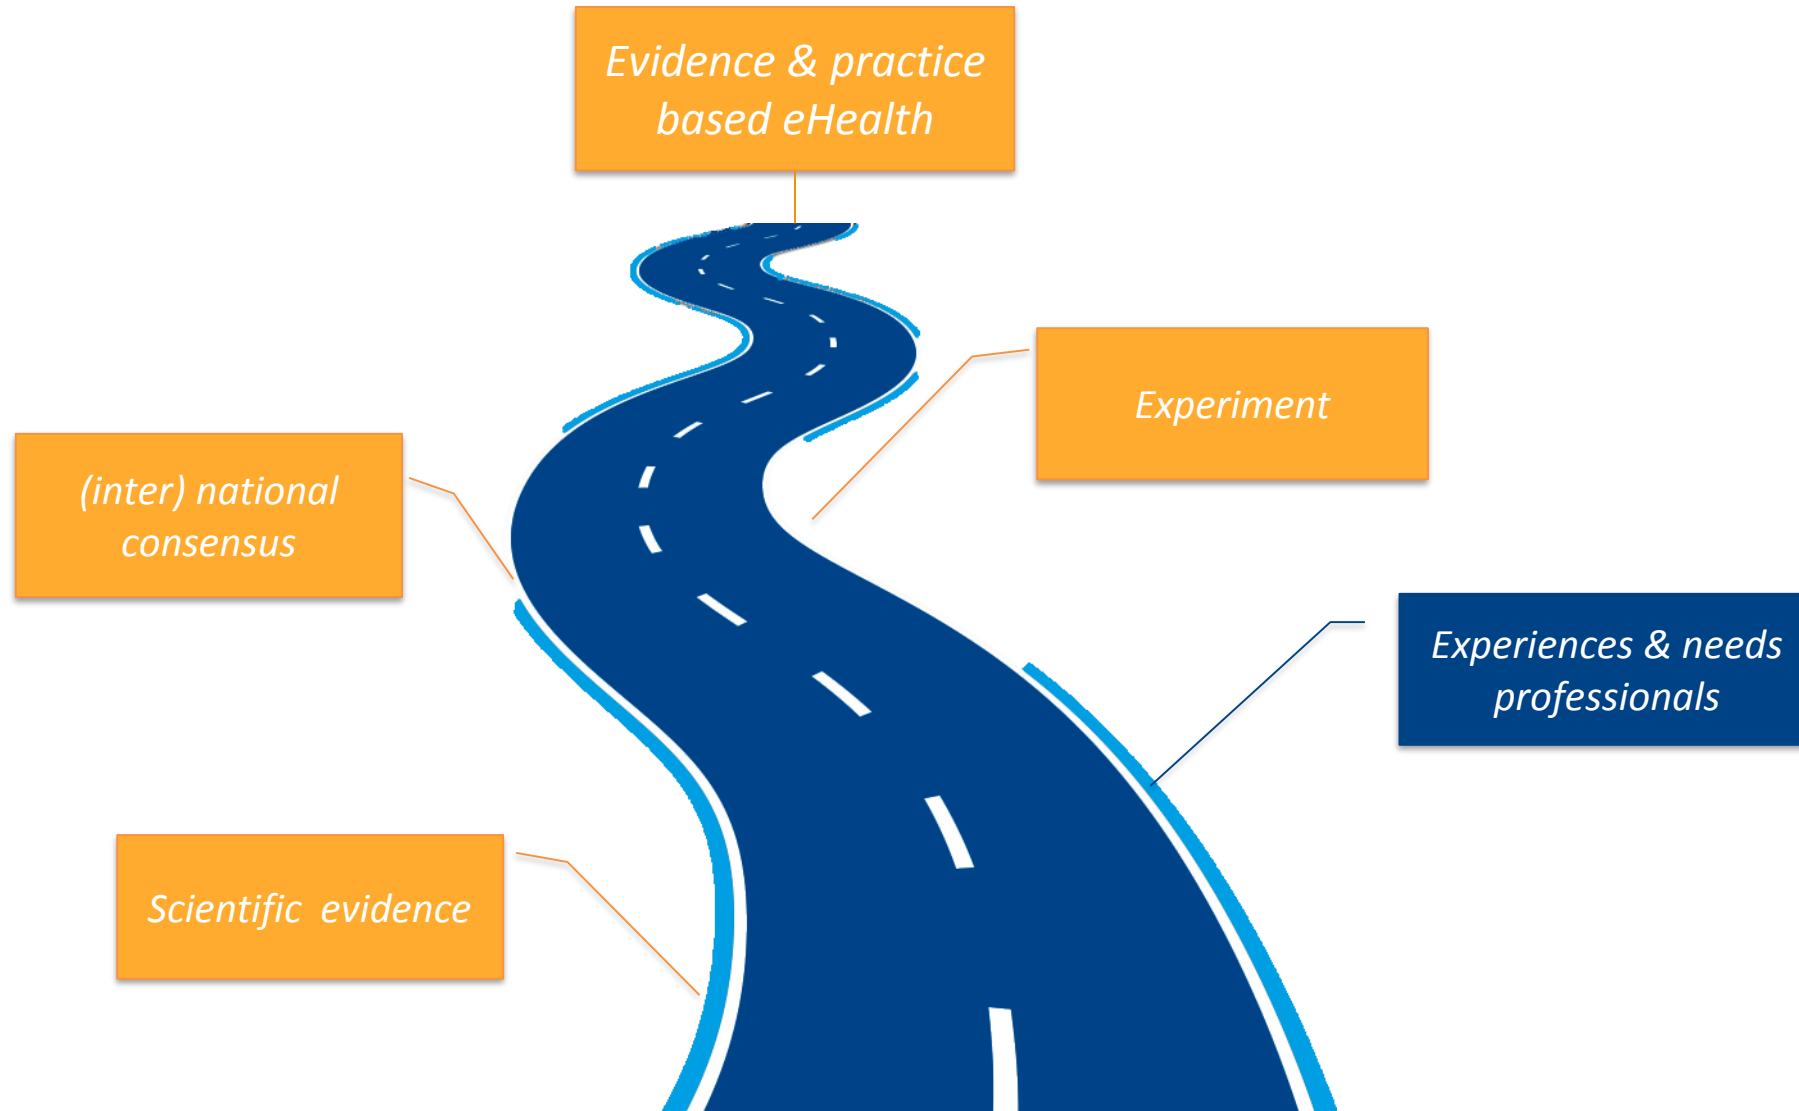 Evidence & practice
based eHealth
Experiment
(inter) national
consensus
Experiences & needs
professionals
Scientific  evidence